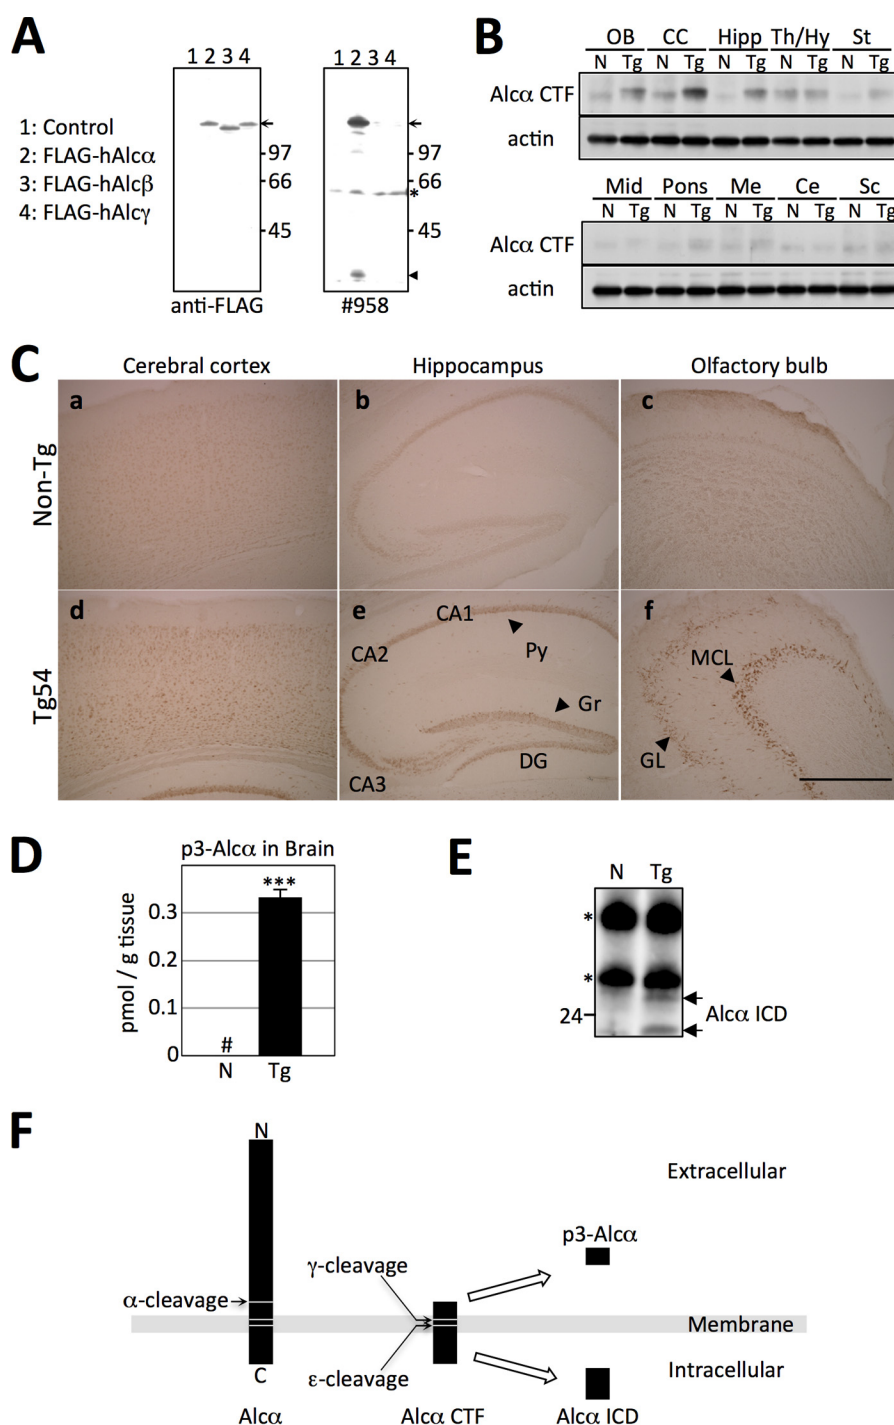 A
1 2 3 4
1 2 3 4
1: Control
2: FLAG-hAlcα
3: FLAG-hAlcβ
4: FLAG-hAlcγ
97
66
45
97
66
*
45
anti-FLAG
#958
B
OB CC Hipp Th/Hy St
N Tg N Tg N Tg N Tg N Tg
Alcα CTF
actin
Mid Pons Me Ce Sc
N Tg N Tg N Tg N Tg N Tg
Alcα CTF
actin
C
Cerebral cortex
Hippocampus
Olfactory bulb
Non-Tg
a
b
c
Tg54
d
e
CA1
CA2
Py
Gr
DG
CA3
f
MCL
GL
D
p3-Alcα in Brain
pmol / g tissue
***
0.3
0.2
0.1
0
#
N Tg
E
N Tg
*
*
24
Alcα ICD
F
N
Extracellular
p3-Alcα
γ-cleavage
α-cleavage
Membrane
C
ε-cleavage
Intracellular
Alcα
Alcα CTF
Alcα ICD